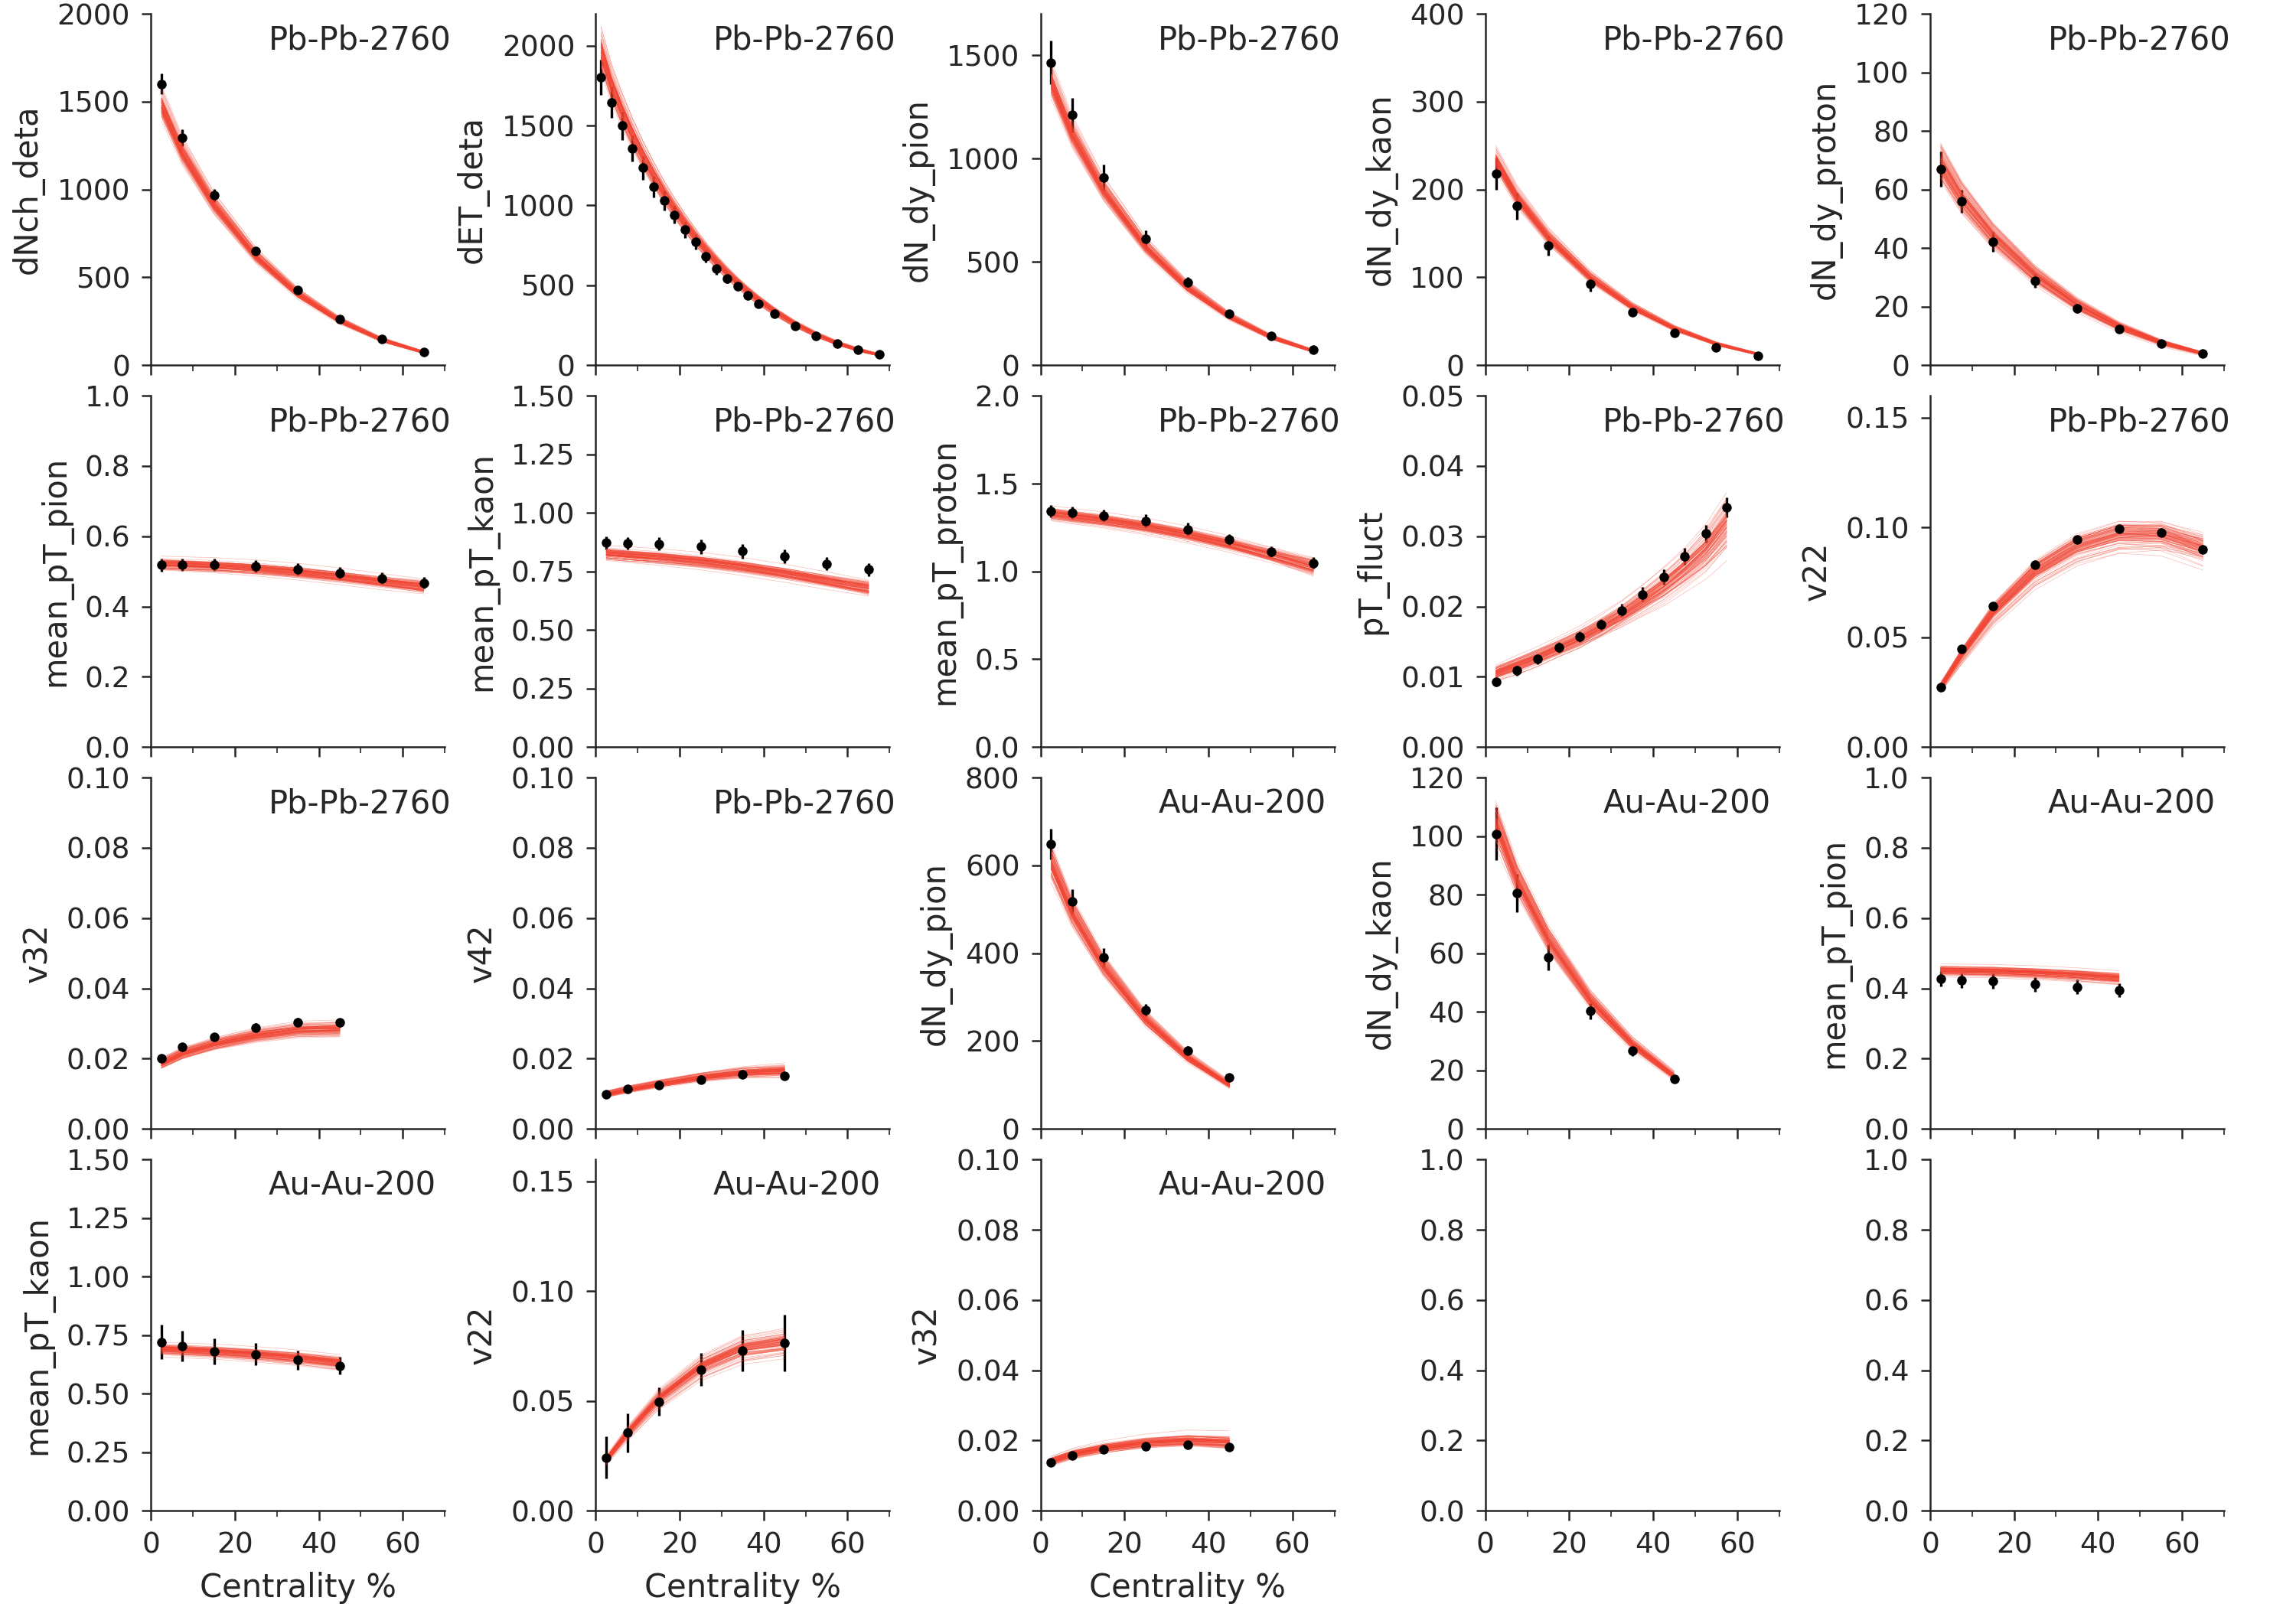 Pb-Pb-2760
dNch_deta
2000
1500
1000
500
0
Pb-Pb-2760
dET_deta
2000
1500
1000
500
0
Pb-Pb-2760
dN_dy_pion
1500
1000
500
0
Pb-Pb-2760
dN_dy_kaon
400
300
200
100
0
Pb-Pb-2760
dN_dy_proton
120
100
80
60
40
20
0
Pb-Pb-2760
mean_pT_pion
1.0
0.8
0.6
0.4
0.2
0.0
Pb-Pb-2760
mean_pT_kaon
1.50
1.25
1.00
0.75
0.50
0.25
0.00
Pb-Pb-2760
mean_pT_proton
2.0
1.5
1.0
0.5
0.0
Pb-Pb-2760
pT_fluct
0.05
0.04
0.03
0.02
0.01
0.00
Pb-Pb-2760
v22
0.15
0.10
0.05
0.00
Pb-Pb-2760
v32
0.10
0.08
0.06
0.04
0.02
0.00
Pb-Pb-2760
v42
0.10
0.08
0.06
0.04
0.02
0.00
Au-Au-200
dN_dy_pion
800
600
400
200
0
Au-Au-200
dN_dy_kaon
120
100
80
60
40
20
0
Au-Au-200
mean_pT_pion
1.0
0.8
0.6
0.4
0.2
0.0
Au-Au-200
mean_pT_kaon
1.50
1.25
1.00
0.75
0.50
0.25
0.00
0 20 40 60
Centrality %
Au-Au-200
v22
0.15
0.10
0.05
0.00
0 20 40 60
Centrality %
Au-Au-200
v32
0.10
0.08
0.06
0.04
0.02
0.00
0 20 40 60
Centrality %
1.0
0.8
0.6
0.4
0.2
0.0
0 20 40 60
1.0
0.8
0.6
0.4
0.2
0.0
0 20 40 60